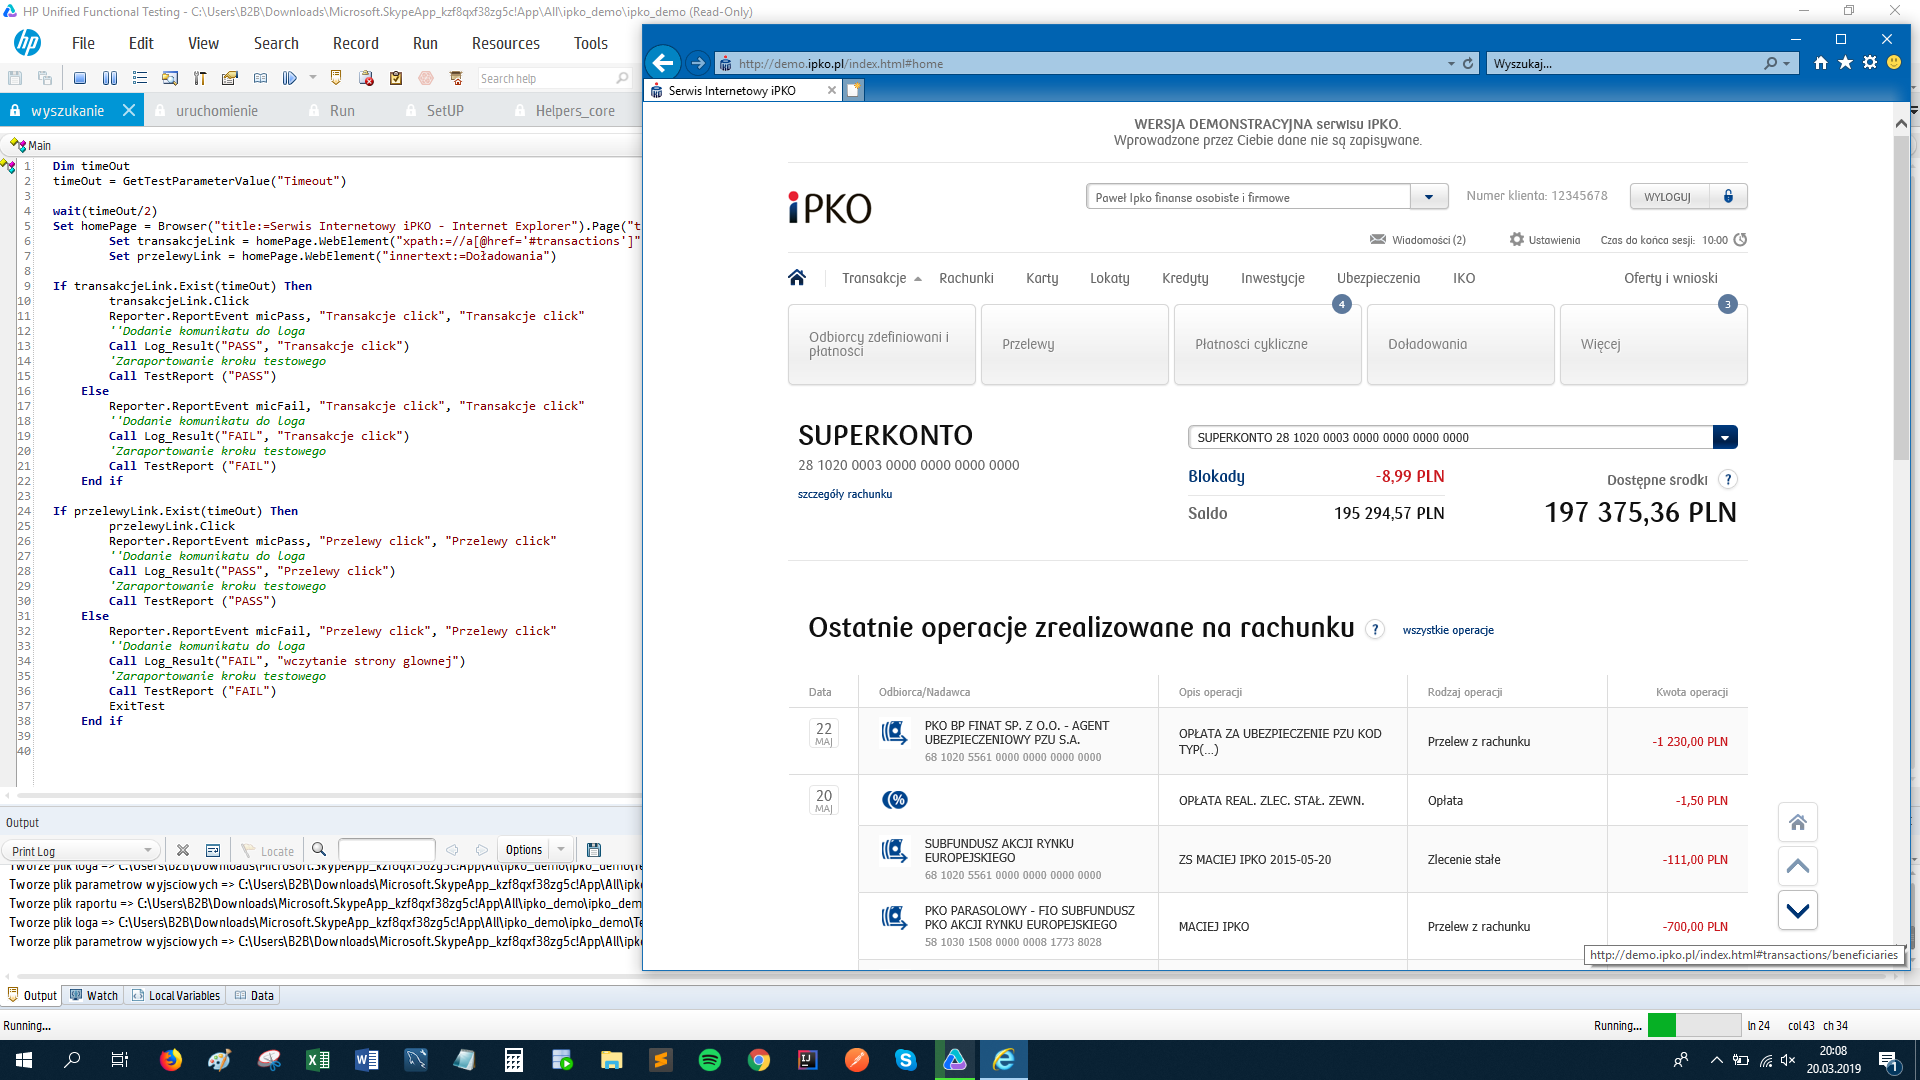 HP Unified Functional Testing - C:\Users\B2B\Downloads\Microsoft.SkypeApp_kzf8qxf38zg5c!App\All\ipko_demo\ipko_demo (Read-Only)
hp File Edit View Search Record Run Resources Tools
Search help
wyszukanie uruchomienie Run SetUP Helpers_core
Main
1 Dim timeOut
2 timeOut = GetTestParameterValue("Timeout")
3
4 wait(timeOut/2)
5 Set homePage = Browser("title:=Serwis Internetowy iPKO - Internet Explorer").Page("t
6 Set transakcjeLink = homePage.WebElement("xpath:=//a[@href='#transactions']"
7 Set przelewyLink = homePage.WebElement("innertext:=Doładowania")
8
9 If transakcjeLink.Exist(timeOut) Then
10 transakcjeLink.Click
11 Reporter.ReportEvent micPass, "Transakcje click", "Transakcje click"
12 ''Dodanie komunikatu do loga
13 Call Log_Result("PASS", "Transakcje click")
14 'Zaraportowanie kroku testowego
15 Call TestReport ("PASS")
16 Else
17 Reporter.ReportEvent micFail, "Transakcje click", "Transakcje click"
18 ''Dodanie komunikatu do loga
19 Call Log_Result("FAIL", "Transakcje click")
20 'Zaraportowanie kroku testowego
21 Call TestReport ("FAIL")
22 End if
23
24 If przelewyLink.Exist(timeOut) Then
25 przelewyLink.Click
26 Reporter.ReportEvent micPass, "Przelewy click", "Przelewy click"
27 ''Dodanie komunikatu do loga
28 Call Log_Result("PASS", "Przelewy click")
29 'Zaraportowanie kroku testowego
30 Call TestReport ("PASS")
31 Else
32 Reporter.ReportEvent micFail, "Przelewy click", "Przelewy click"
33 ''Dodanie komunikatu do loga
34 Call Log_Result("FAIL", "wczytanie strony glownej")
35 'Zaraportowanie kroku testowego
36 Call TestReport ("FAIL")
37 ExitTest
38 End if
39
40
Output
Print Log Locate Options
Tworze plik loga => C:\Users\B2B\Downloads\Microsoft.SkypeApp_kzf8qxf38zg5c!App\All\ipko_demo\ipko_demo\Te
Tworze plik parametrow wyjsciowych => C:\Users\B2B\Downloads\Microsoft.SkypeApp_kzf8qxf38zg5c!App\All\ipk
Tworze plik raportu => C:\Users\B2B\Downloads\Microsoft.SkypeApp_kzf8qxf38zg5c!App\All\ipko_demo\ipko_dem
Tworze plik loga => C:\Users\B2B\Downloads\Microsoft.SkypeApp_kzf8qxf38zg5c!App\All\ipko_demo\ipko_demo\Te
Tworze plik parametrow wyjsciowych => C:\Users\B2B\Downloads\Microsoft.SkypeApp_kzf8qxf38zg5c!App\All\ipk
Output Watch Local Variables Data
Running...
Running... ln 24 col 43 ch 34
http://demo.ipko.pl/index.html#home
Wyszukaj...
Serwis Internetowy iPKO
WERSJA DEMONSTRACYJNA serwisu iPKO.
Wprowadzone przez Ciebie dane nie są zapisywane.
iPKO
Paweł Ipko finanse osobiste i firmowe
Numer klienta: 12345678
WYLOGUJ
Wiadomości (2) Ustawienia Czas do końca sesji: 10:00
Transakcje Rachunki Karty Lokaty Kredyty Inwestycje Ubezpieczenia IKO Oferty i wnioski
4 3
Odbiorcy zdefiniowani i
płatności
Przelewy
Płatności cykliczne
Doładowania
Więcej
SUPERKONTO
28 1020 0003 0000 0000 0000 0000
szczegóły rachunku
SUPERKONTO 28 1020 0003 0000 0000 0000 0000
Blokady -8,99 PLN
Saldo 195 294,57 PLN
Dostępne środki ?
197 375,36 PLN
Ostatnie operacje zrealizowane na rachunku ? wszystkie operacje
Data Odbiorca/Nadawca Opis operacji Rodzaj operacji Kwota operacji
22
MAJ
PKO BP FINAT SP. Z O.O. - AGENT
UBEZPIECZENIOWY PZU S.A.
68 1020 5561 0000 0000 0000 0000
OPŁATA ZA UBEZPIECZENIE PZU KOD
TYP(...)
Przelew z rachunku
-1 230,00 PLN
20
MAJ
%
OPŁATA REAL. ZLEC. STAŁ. ZEWN.
Opłata
-1,50 PLN
SUBFUNDUSZ AKCJI RYNKU
EUROPEJSKIEGO
68 1020 5561 0000 0000 0000 0000
ZS MACIEJ IPKO 2015-05-20
Zlecenie stałe
-111,00 PLN
PKO PARASOLOWY - FIO SUBFUNDUSZ
PKO AKCJI RYNKU EUROPEJSKIEGO
58 1030 1508 0000 0008 1773 8028
MACIEJ IPKO
Przelew z rachunku
-700,00 PLN
http://demo.ipko.pl/index.html#transactions/beneficiaries
20:08
20.03.2019
1